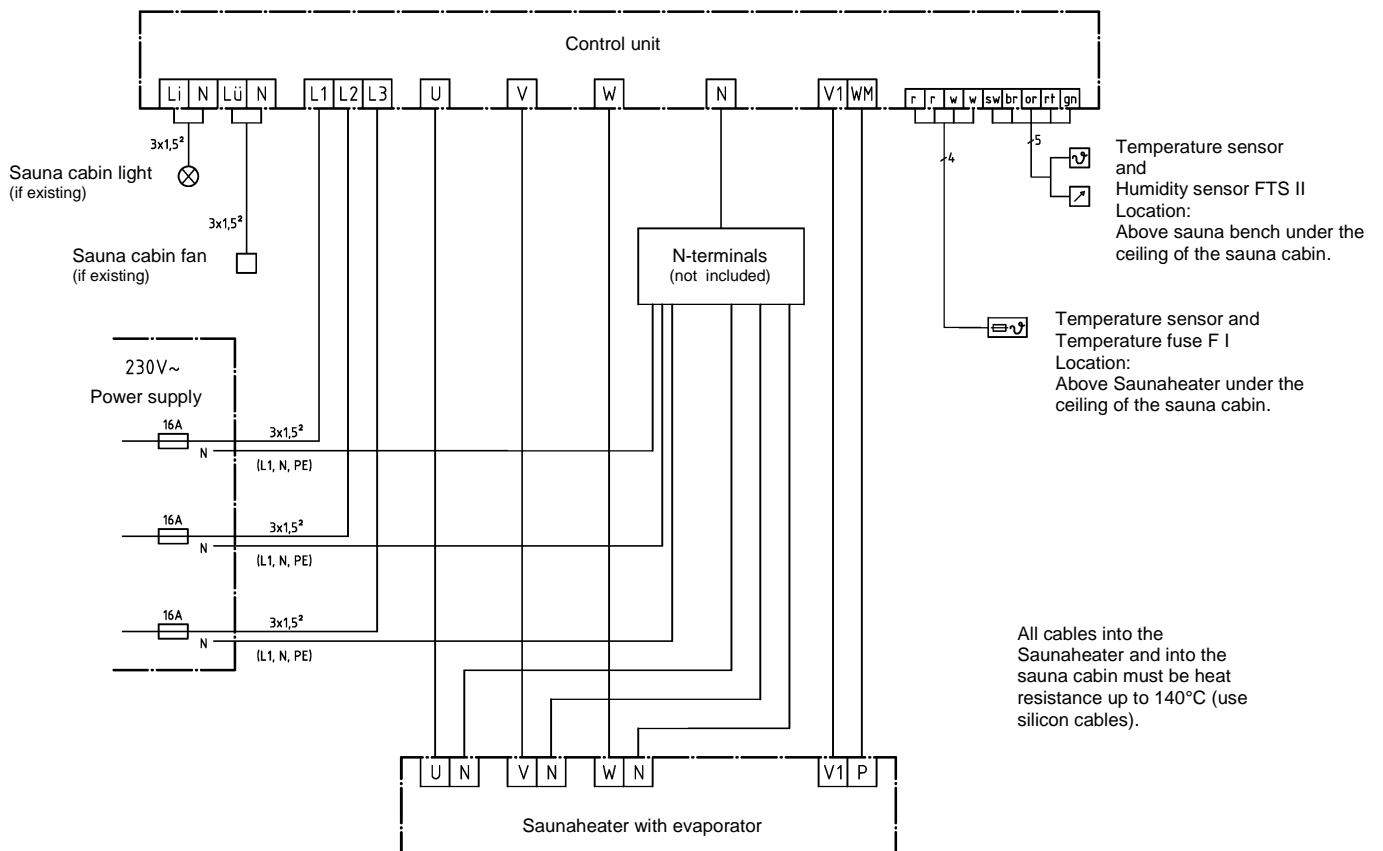 Control unit
Li N Lü N L1 L2 L3 U V W N V1 WM r r w w sw br or rt gn
3x1,5²
Sauna cabin light
(if existing)
3x1,5²
Sauna cabin fan
(if existing)
4
5
Temperature sensor
and
Humidity sensor FTS II
Location:
Above sauna bench under the
ceiling of the sauna cabin.
N-terminals
(not included)
Temperature sensor and
Temperature fuse F I
Location:
Above Saunaheater under the
ceiling of the sauna cabin.
230V~
Power supply
16A
3x1,5²
N
(L1, N, PE)
16A
3x1,5²
N
(L1, N, PE)
16A
3x1,5²
N
(L1, N, PE)
All cables into the
Saunaheater and into the
sauna cabin must be heat
resistance up to 140°C (use
silicon cables).
U N V N W N V1 P
Saunaheater with evaporator